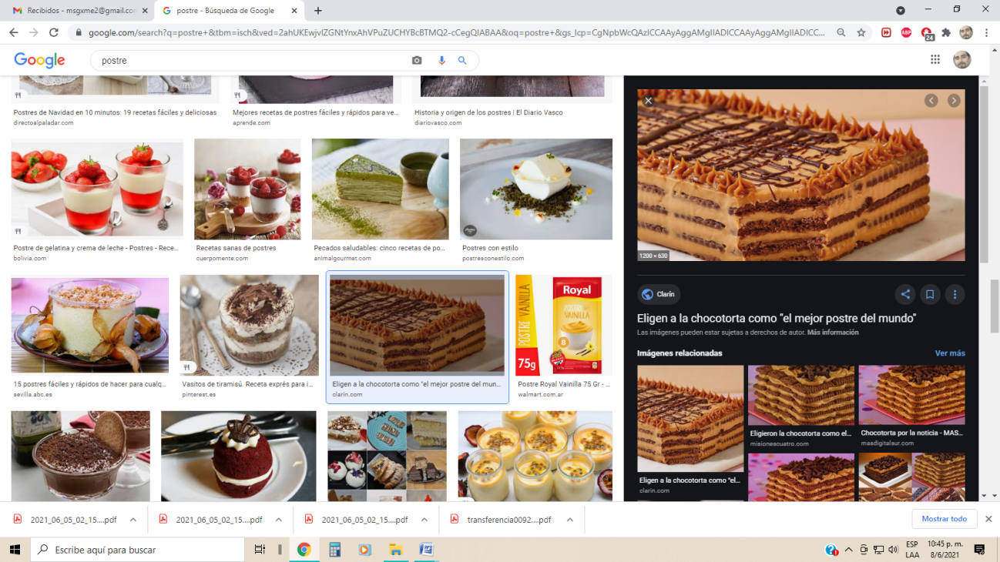 Recibidos - msgxme2@gmail.con
postre - Búsqueda de Google
google.com/search?q=postre+&tbm=isch&ved=2ahUKEwjvlZGNtYnxAhVPuZUCHYBcBTMQ2-cCegQIABAA&oq=postre+&gs_lcp=CgNpbWcQAzICCAAyAggAMgIIADICCAAyAggAMgIIADICC...
ABP
24
Google
postre
Postres de Navidad en 10 minutos: 19 recetas fáciles y deliciosas
directoalpaladar.com
Mejores recetas de postres fáciles y rápidos para ve...
aprende.com
Historia y origen de los postres | El Diario Vasco
diariovasco.com
Postre de gelatina y crema de leche - Postres - Rece...
bolivia.com
Recetas sanas de postres
cuerpomente.com
Pecados saludables: cinco recetas de po...
animalgourmet.com
Postres con estilo
postresconestilo.com
Royal
POSTRE VAINILLA
POSTRE
VAINILLA
8
75g
15 postres fáciles y rápidos de hacer para cualq...
sevilla.abc.es
Vasitos de tiramisú. Receta exprés para i...
pinterest.es
Eligen a la chocotorta como "el mejor postre del mun...
clarin.com
Postre Royal Vainilla 75 Gr - ...
walmart.com.ar
1200 × 630
Clarín
Eligen a la chocotorta como "el mejor postre del mundo"
Las imágenes pueden estar sujetas a derechos de autor. Más información
Imágenes relacionadas
Ver más
Eligieron la chocotorta como el...
misionescuatro.com
Chocotorta por la noticia - MAS...
masdigitalsur.com
Eligen a la chocotorta como "el...
clarin.com
2021_06_05_02_15....pdf
2021_06_05_02_15....pdf
2021_06_05_02_15....pdf
transferencia0092....pdf
Mostrar todo
Escribe aquí para buscar
ESP
LAA
10:45 p. m.
8/6/2021